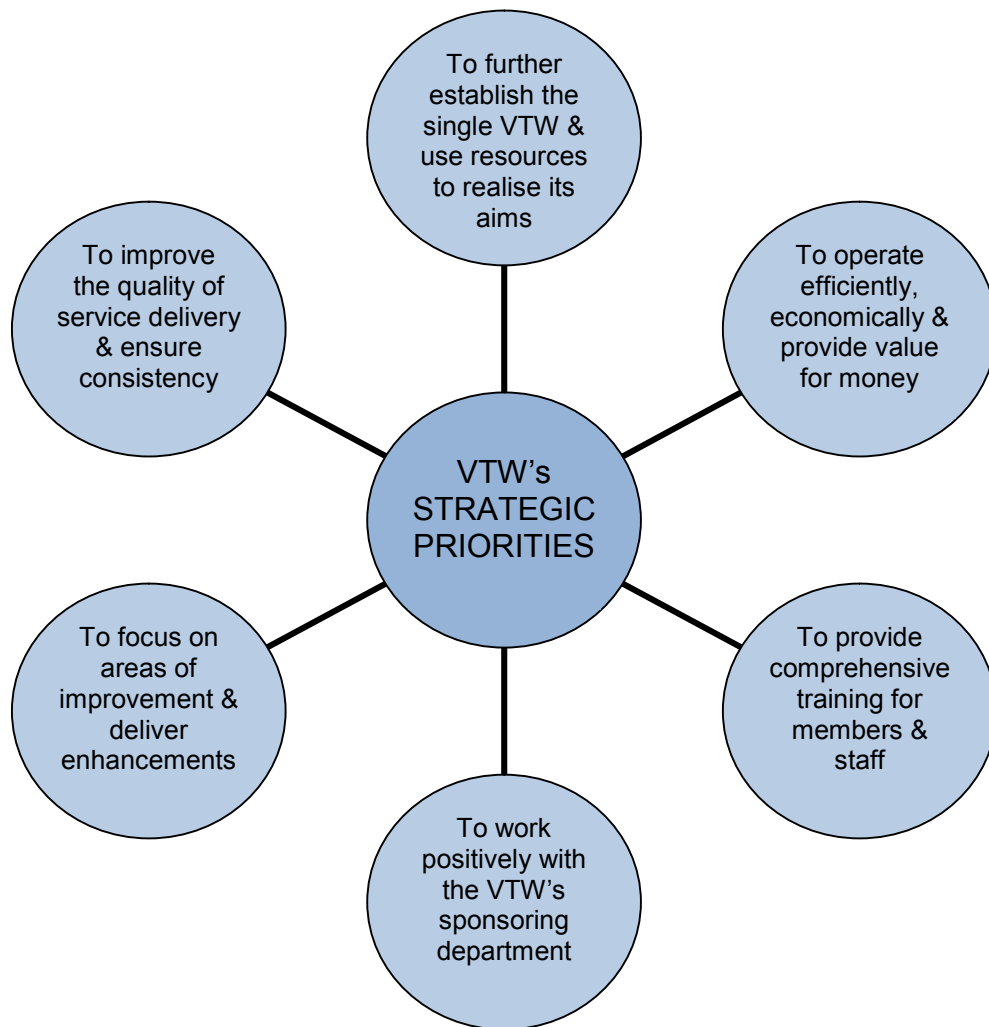 To further
establish the
single VTW &
use resources
to realise its
aims
To improve
the quality of
service delivery
& ensure
consistency
To operate
efficiently,
economically &
provide value
for money
VTW’s
STRATEGIC
PRIORITIES
To focus on
areas of
improvement &
deliver
enhancements
To provide
comprehensive
training for
members &
staff
To work
positively with
the VTW’s
sponsoring
department